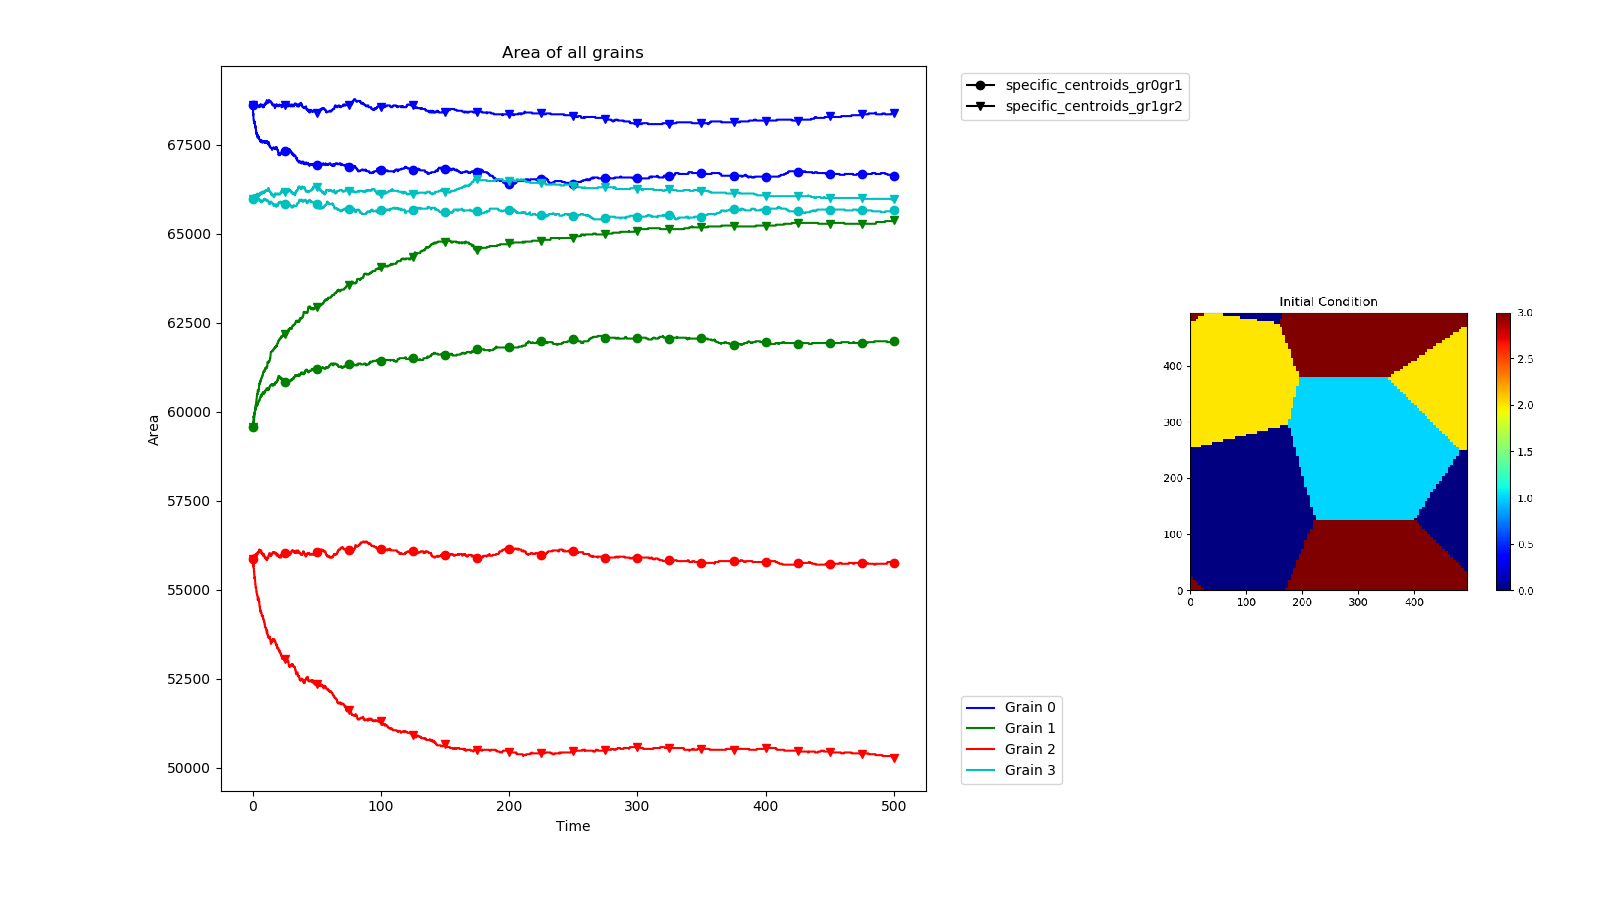 Area of all grains
specific_centroids_gr0gr1
specific_centroids_gr1gr2
67500
65000
62500
60000
57500
55000
52500
50000
Area
0 100 200 300 400 500
Time
Initial Condition
400
300
200
100
0
0 100 200 300 400
3.0
2.5
2.0
1.5
1.0
0.5
0.0
Grain 0
Grain 1
Grain 2
Grain 3